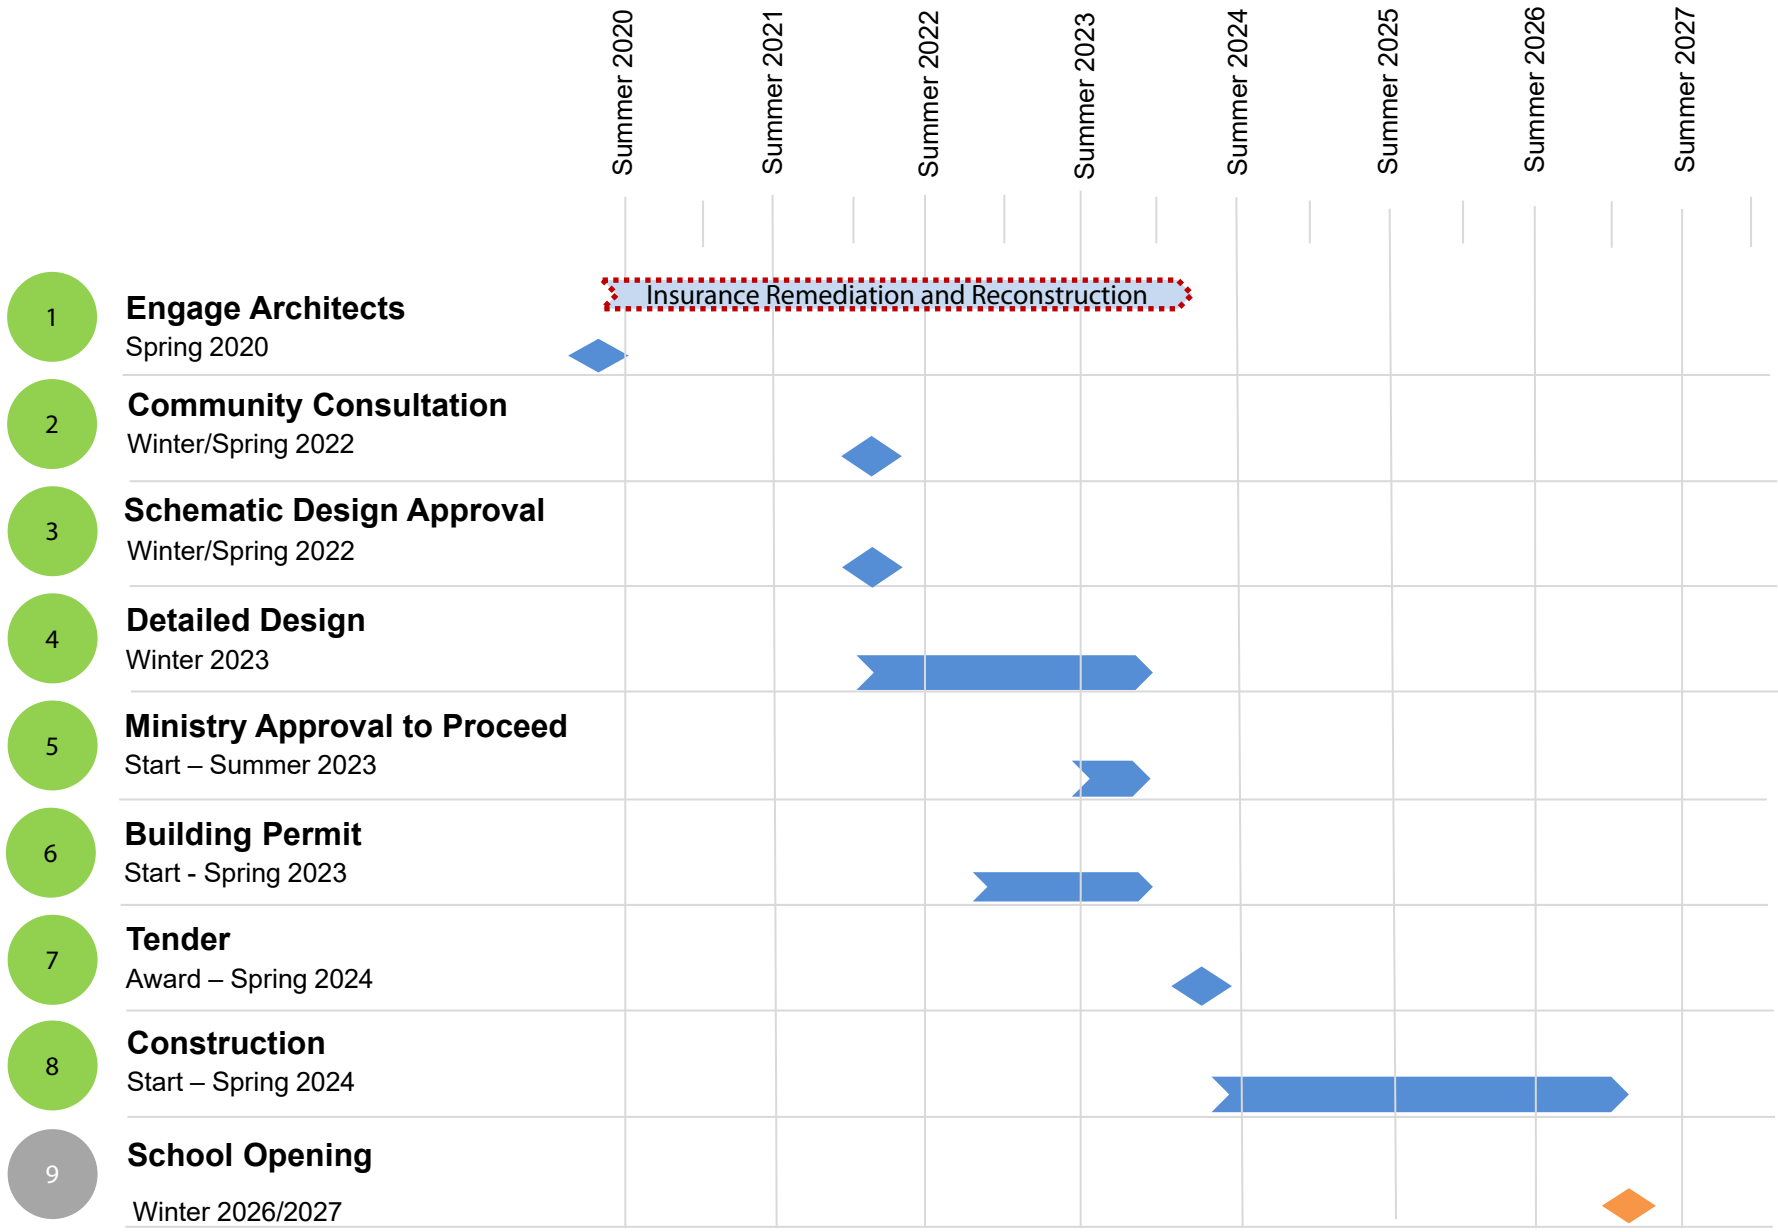 Summer 2020
Summer 2021
Summer 2022
Summer 2023
Summer 2024
Summer 2025
Summer 2026
Summer 2027
Insurance Remediation and Reconstruction
1
Engage Architects
Spring 2020
2
Community Consultation
Winter/Spring 2022
3
Schematic Design Approval
Winter/Spring 2022
4
Detailed Design
Winter 2023
5
Ministry Approval to Proceed
Start – Summer 2023
6
Building Permit
Start - Spring 2023
7
Tender
Award – Spring 2024
8
Construction
Start – Spring 2024
9
School Opening
Winter 2026/2027